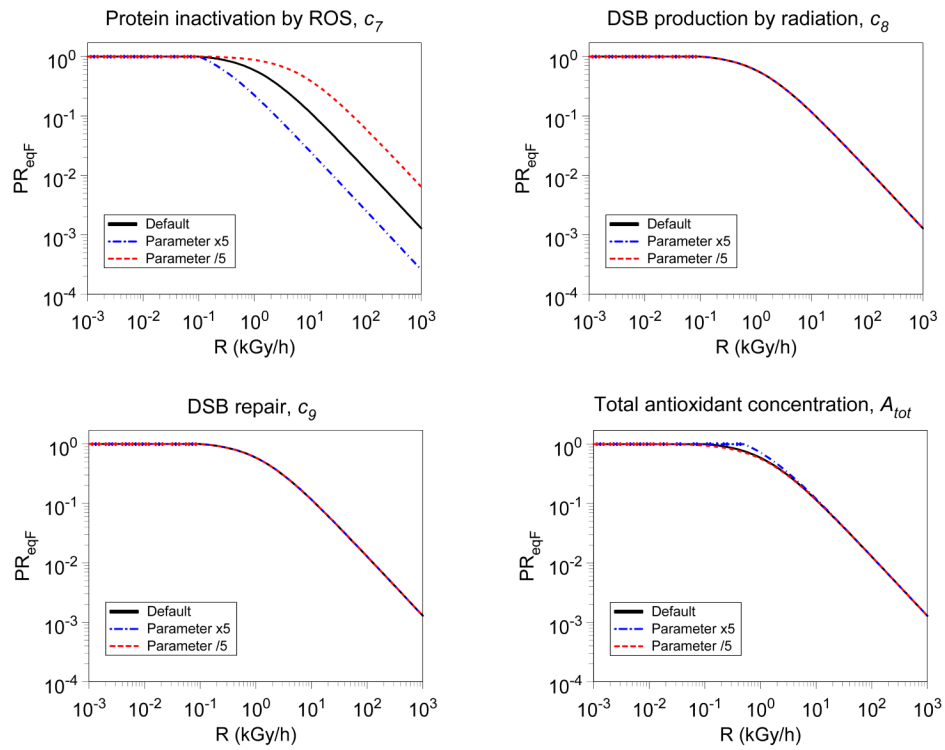 Protein inactivation by ROS, c7
PReqF
10^0
10^-1
10^-2
10^-3
10^-4
Default
Parameter x5
Parameter /5
10^-3 10^-2 10^-1 10^0 10^1 10^2 10^3
R (kGy/h)
DSB production by radiation, c8
PReqF
10^0
10^-1
10^-2
10^-3
10^-4
Default
Parameter x5
Parameter /5
10^-3 10^-2 10^-1 10^0 10^1 10^2 10^3
R (kGy/h)
DSB repair, c9
PReqF
10^0
10^-1
10^-2
10^-3
10^-4
Default
Parameter x5
Parameter /5
10^-3 10^-2 10^-1 10^0 10^1 10^2 10^3
R (kGy/h)
Total antioxidant concentration, Atot
PReqF
10^0
10^-1
10^-2
10^-3
10^-4
Default
Parameter x5
Parameter /5
10^-3 10^-2 10^-1 10^0 10^1 10^2 10^3
R (kGy/h)